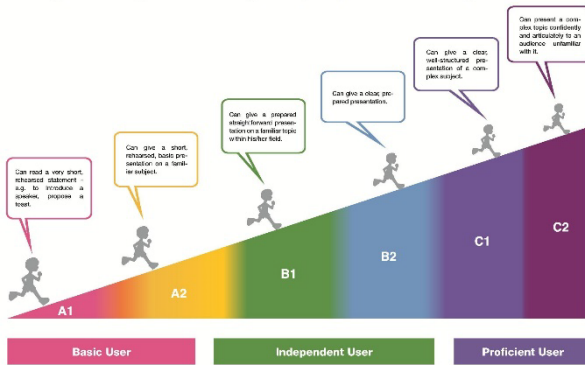 Can read a very short,
rehearsed statement -
e.g. to introduce a
speaker, propose a
toast.
Can give a short,
rehearsed, basic pre-
sentation on a famil-
iar subject.
Can give a prepared
straightforward presen-
tation on a familiar topic
within his/her field.
Can give a clear, pre-
pared presentation.
Can give a clear,
well-structured pre-
sentation of a com-
plex subject.
Can present a com-
plex topic confidently
and articulately to an
audience unfamiliar
with it.
A1
A2
B1
B2
C1
C2
Basic User
Independent User
Proficient User